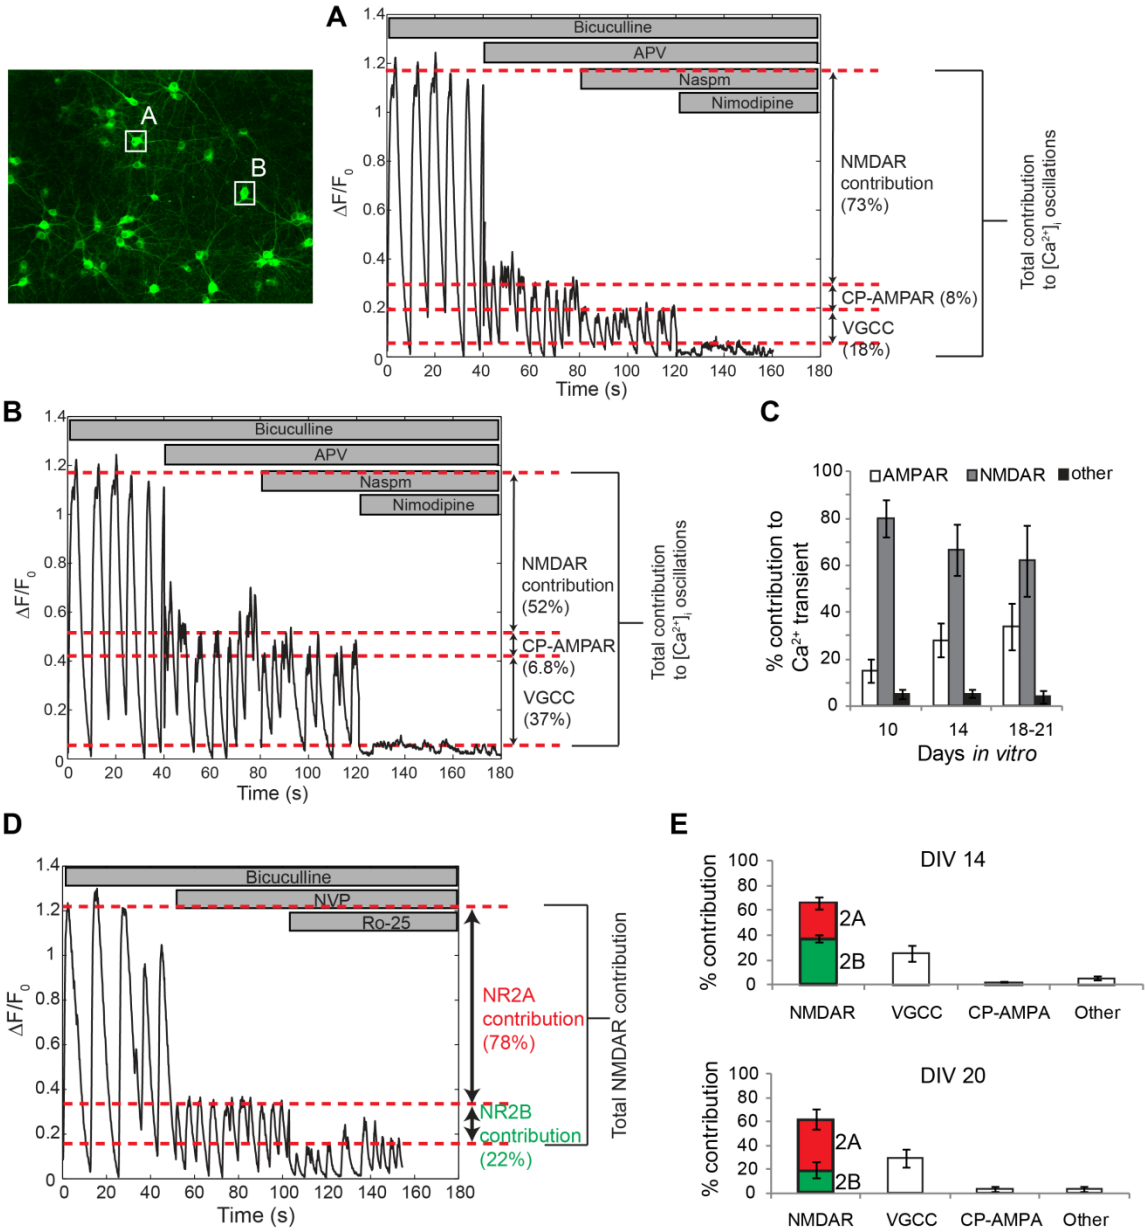 A
B
A
1.4
1.2
1
0.8
0.6
0.4
0.2
0
ΔF/F0
Bicuculline
APV
Naspm
Nimodipine
0 20 40 60 80 100 120 140 160 180
Time (s)
NMDAR
contribution
(73%)
CP-AMPAR (8%)
VGCC
(18%)
Total contribution
to [Ca2+]i oscillations
B
1.4
1.2
1
0.8
0.6
0.4
0.2
0
ΔF/F0
Bicuculline
APV
Naspm
Nimodipine
0 20 40 60 80 100 120 140 160 180
Time (s)
NMDAR
contribution
(52%)
CP-AMPAR
(6.8%)
VGCC
(37%)
Total contribution
to [Ca2+]i oscillations
C
100
80
60
40
20
0
% contribution to
Ca2+ transient
AMPAR NMDAR other
10 14 18-21
Days in vitro
D
1.4
1.2
1
0.8
0.6
0.4
0.2
0
ΔF/F0
Bicuculline
NVP
Ro-25
0 20 40 60 80 100 120 140 160 180
Time (s)
NR2A
contribution
(78%)
NR2B
contribution
(22%)
Total NMDAR contribution
E
DIV 14
100
80
60
40
20
0
% contribution
2A
2B
NMDAR VGCC CP-AMPA Other
DIV 20
100
80
60
40
20
0
% contribution
2A
2B
NMDAR VGCC CP-AMPA Other